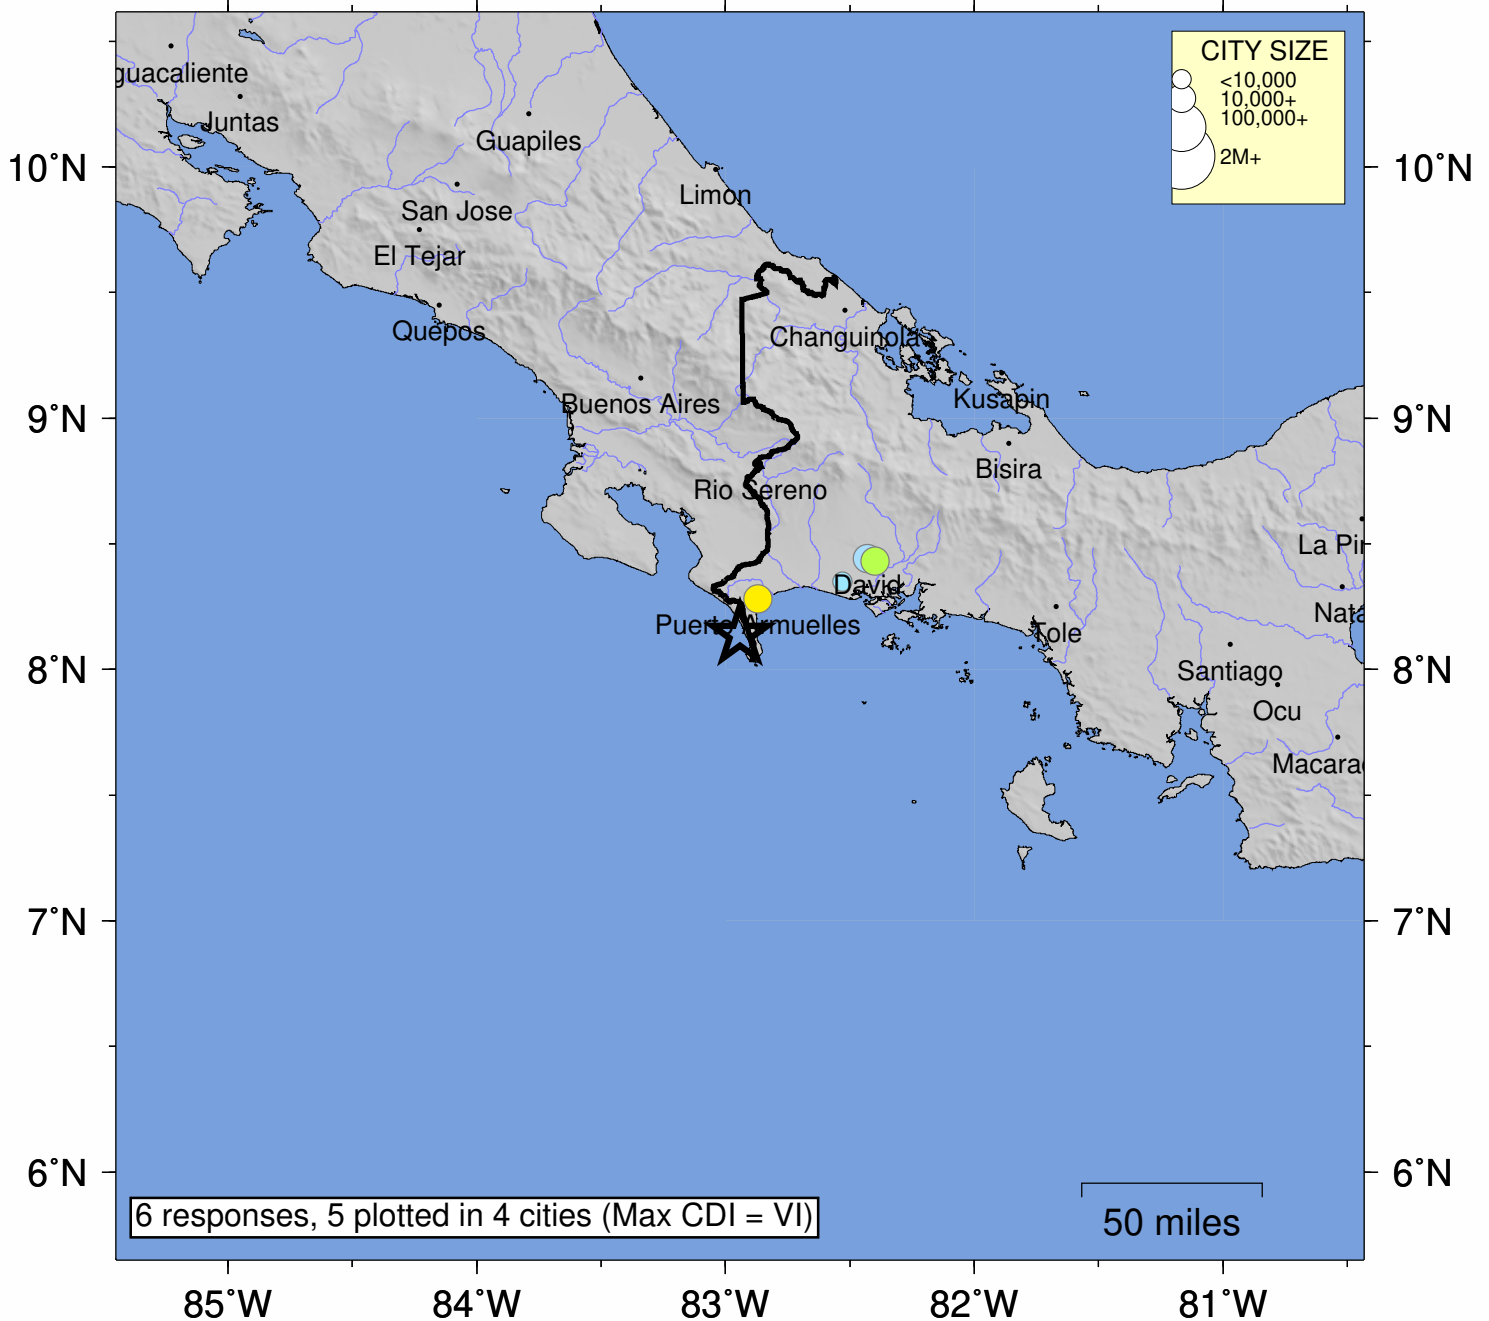 CITY SIZE
<10,000
10,000+
100,000+
2M+
guacaliente
Juntas
Guapiles
10°N
10°N
Limon
San Jose
El Tejar
Quepos
Changuinola
Kusapin
Buenos Aires
9°N
9°N
Bisira
Rio Sereno
La Pin
David
Nata
Puerto Armuelles
Tole
8°N
8°N
Santiago
Ocu
Macarac
7°N
7°N
6°N
6°N
6 responses, 5 plotted in 4 cities (Max CDI = VI)
50 miles
85°W
84°W
83°W
82°W
81°W